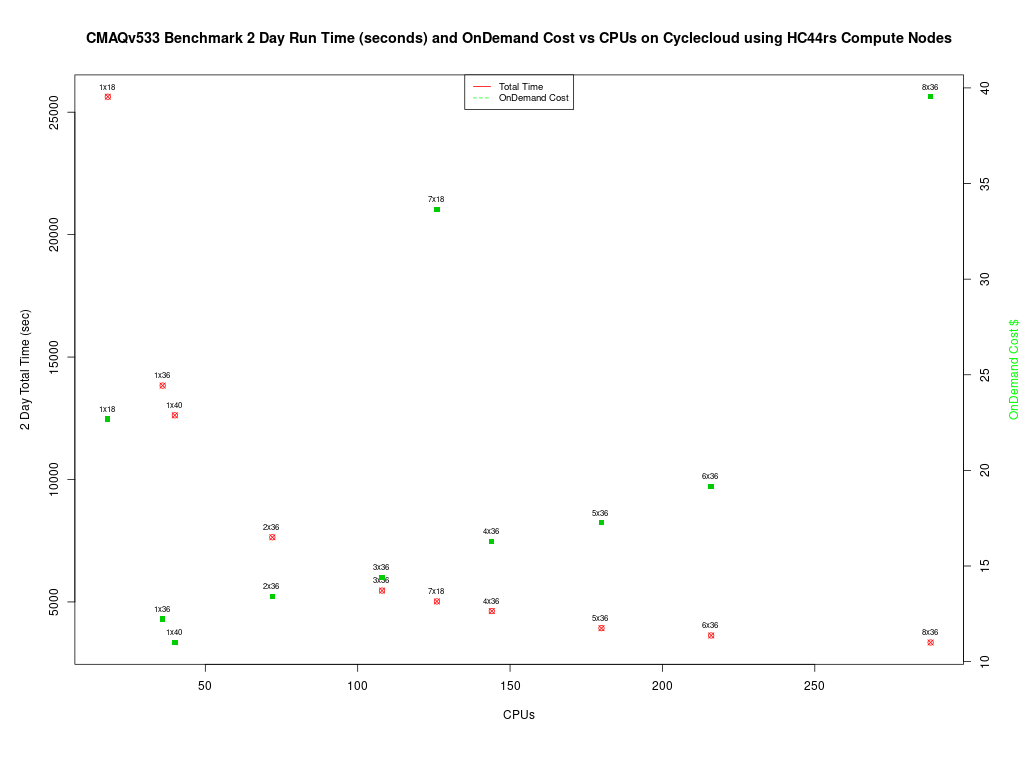 CMAQv533 Benchmark 2 Day Run Time (seconds) and OnDemand Cost vs CPUs on Cyclecloud using HC44rs Compute Nodes
Total Time
OnDemand Cost
1x18
8x36
40
25000
35
7x18
20000
30
2 Day Total Time (sec)
OnDemand Cost $
15000
1x36
25
1x40
1x18
10000
20
6x36
5x36
2x36
4x36
15
3x36
3x36
2x36
7x18
5000
4x36
1x36
5x36
6x36
1x40
8x36
10
50
100
150
200
250
CPUs